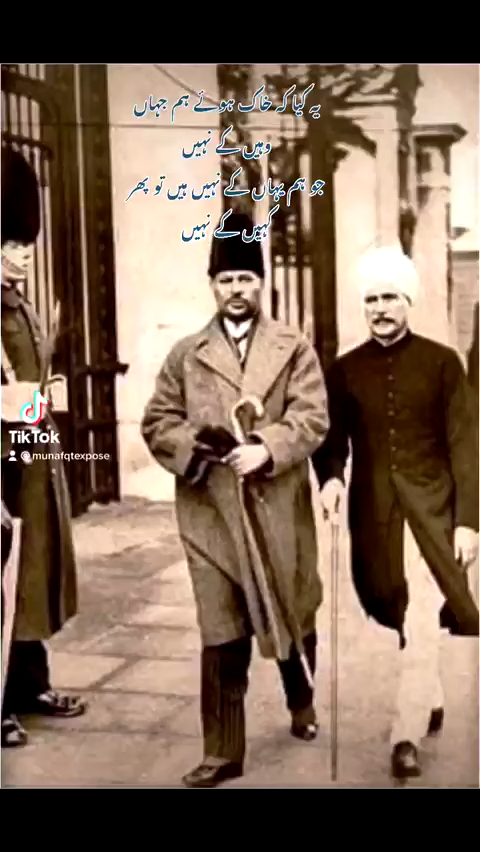 یہ کیا کہ خاک ہوئے ہم جہاں
وہیں کے نہیں
جو ہم یہاں کے نہیں ہیں تو پھر
کہیں کے نہیں
TikTok
@munafqtexpose